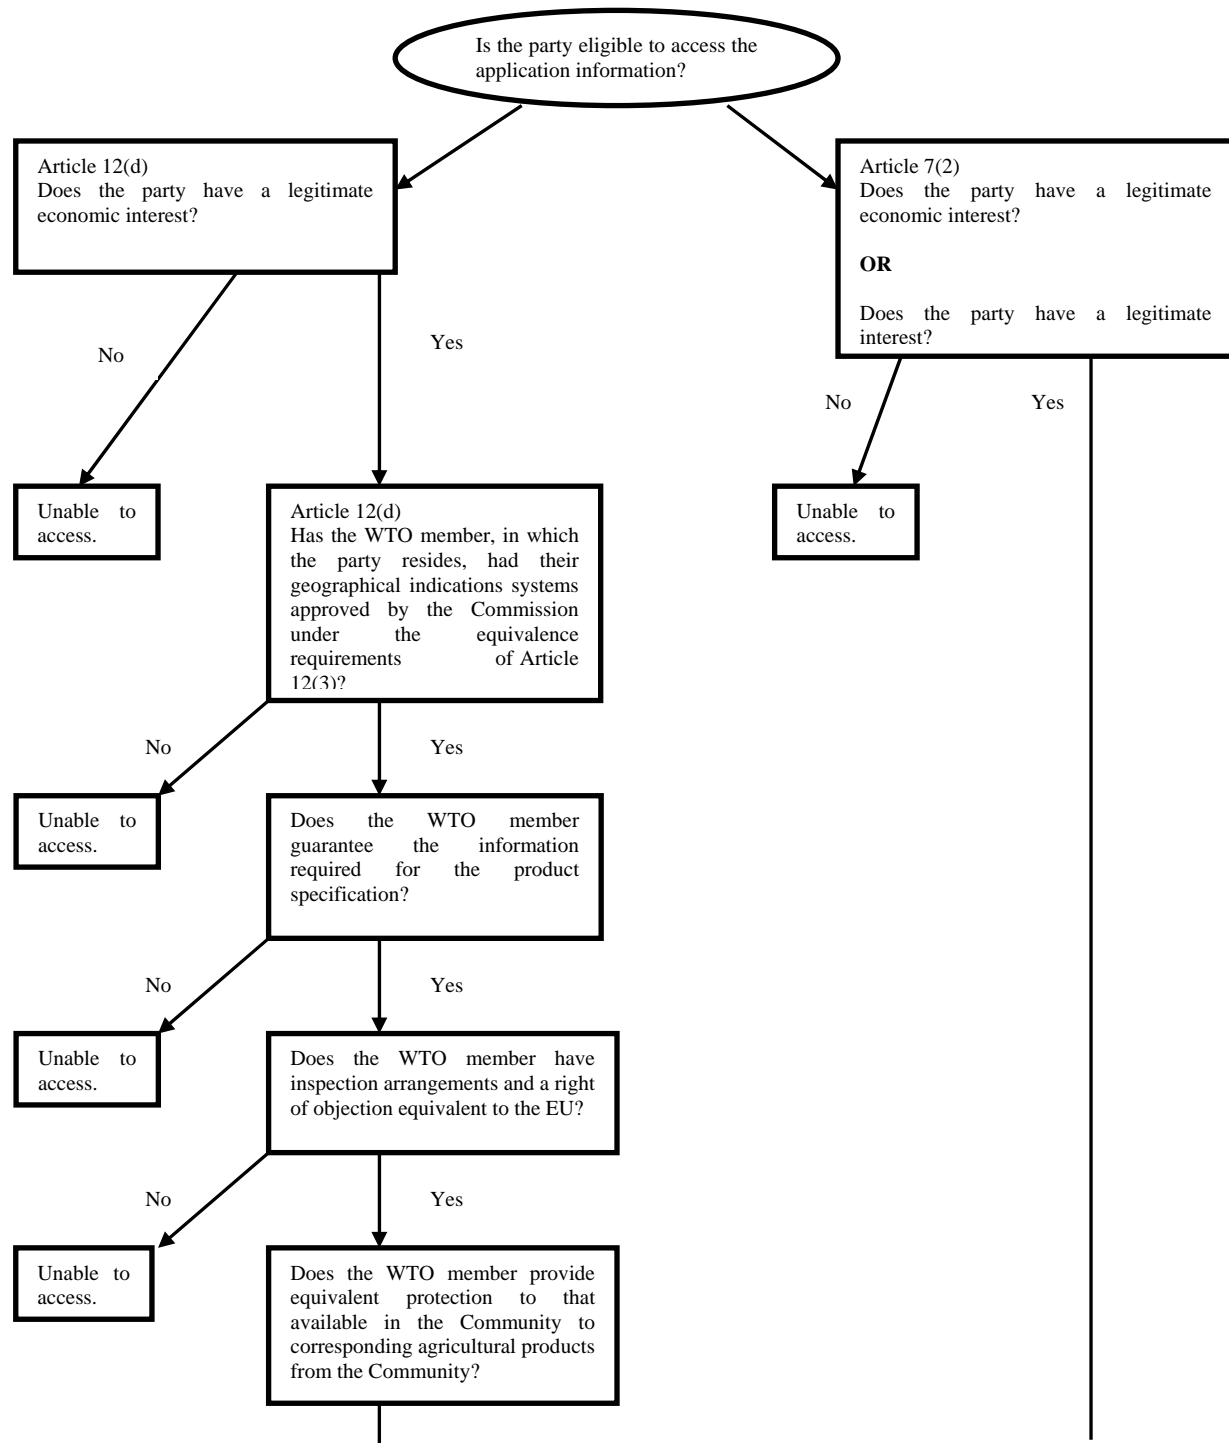 Is the party eligible to access the
application information?
Article 12(d)
Does the party have a legitimate
economic interest?
Article 7(2)
Does the party have a legitimate
economic interest?
OR
Does the party have a legitimate
interest?
No
Yes
No
Yes
Unable to
access.
Article 12(d)
Has the WTO member, in which
the party resides, had their
geographical indications systems
approved by the Commission
under the equivalence
requirements of Article
12(3)?
Unable to
access.
No
Yes
Unable to
access.
Does the WTO member
guarantee the information
required for the product
specification?
No
Yes
Unable to
access.
Does the WTO member have
inspection arrangements and a right
of objection equivalent to the EU?
No
Yes
Unable to
access.
Does the WTO member provide
equivalent protection to that
available in the Community to
corresponding agricultural products
from the Community?